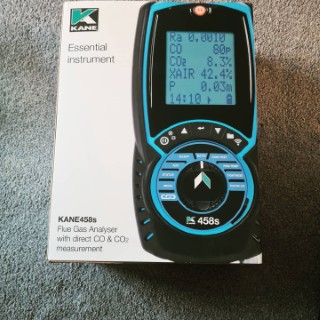 KANE
Essential
instrument
Ra 0.0010
CO 80p
CO₂ 8.3%
XAIR 42.4%
P 0.03m
14:10
KANE458s
Flue Gas Analyser
with direct CO & CO₂
measurement
458s